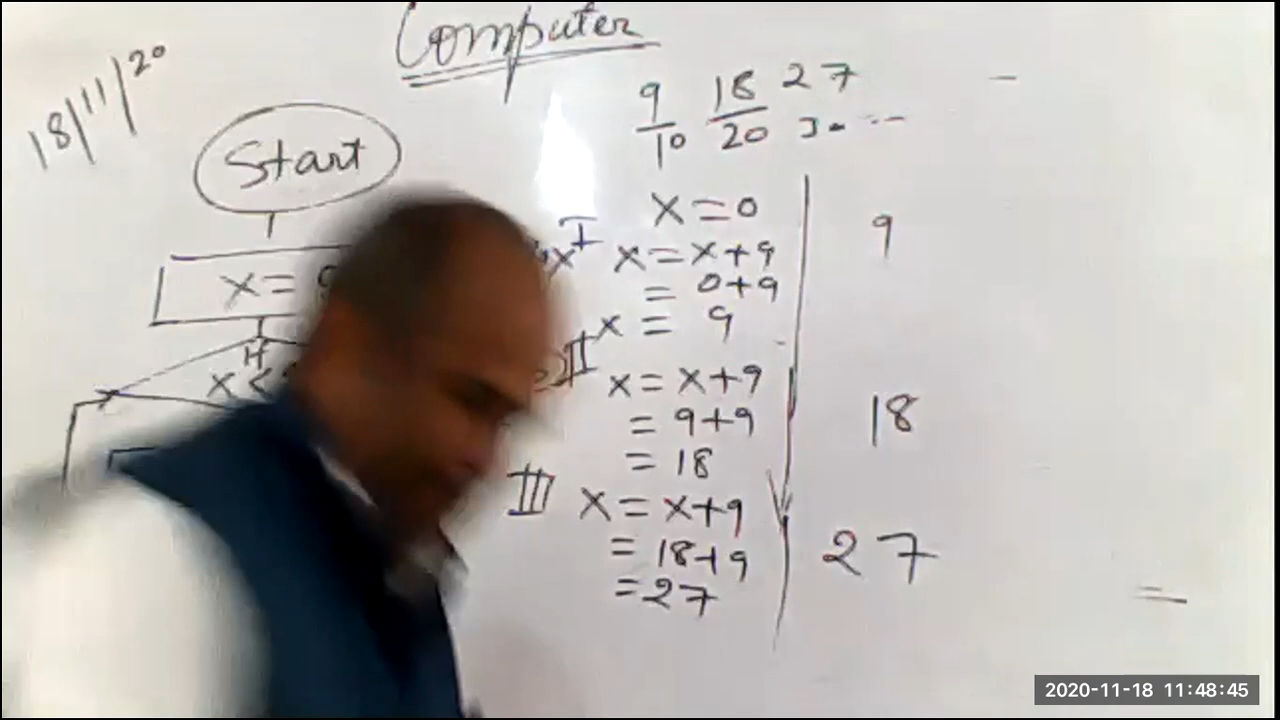 Computer
18/11/20
9 18 27
10 20 30 ...
Start
x =
If
x <
x = 0
I x = x + 9
= 0 + 9
x = 9
II x = x + 9
= 9 + 9
= 18
III x = x + 9
= 18 + 9
= 27
9
18
27
2020-11-18 11:48:45